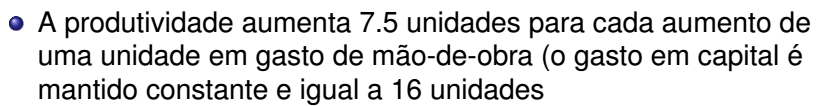 A produtividade aumenta 7.5 unidades para cada aumento de
uma unidade em gasto de mão-de-obra (o gasto em capital é
mantido constante e igual a 16 unidades